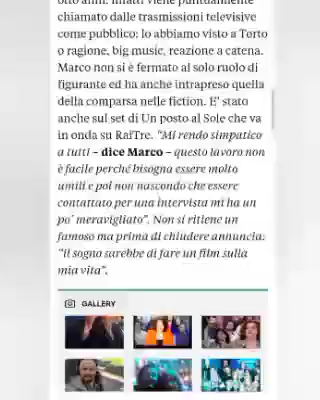 otto anni. Infatti viene puntualmente
chiamato dalle trasmissioni televisive
come pubblico: lo abbiamo visto a Torto
o ragione, big music, reazione a catena.
Marco non si è fermato al solo ruolo di
figurante ed ha anche intrapreso quella
della comparsa nelle fiction. E' stato
anche sul set di Un posto al Sole che va
in onda su RaiTre. "Mi rendo simpatico
a tutti – dice Marco – questo lavoro non
è facile perché bisogna essere molto
umili e poi non nascondo che essere
contattato per una intervista mi ha un
po' meravigliato". Non si ritiene un
famoso ma prima di chiudere annuncia:
"il sogno sarebbe di fare un film sulla
mia vita".
GALLERY